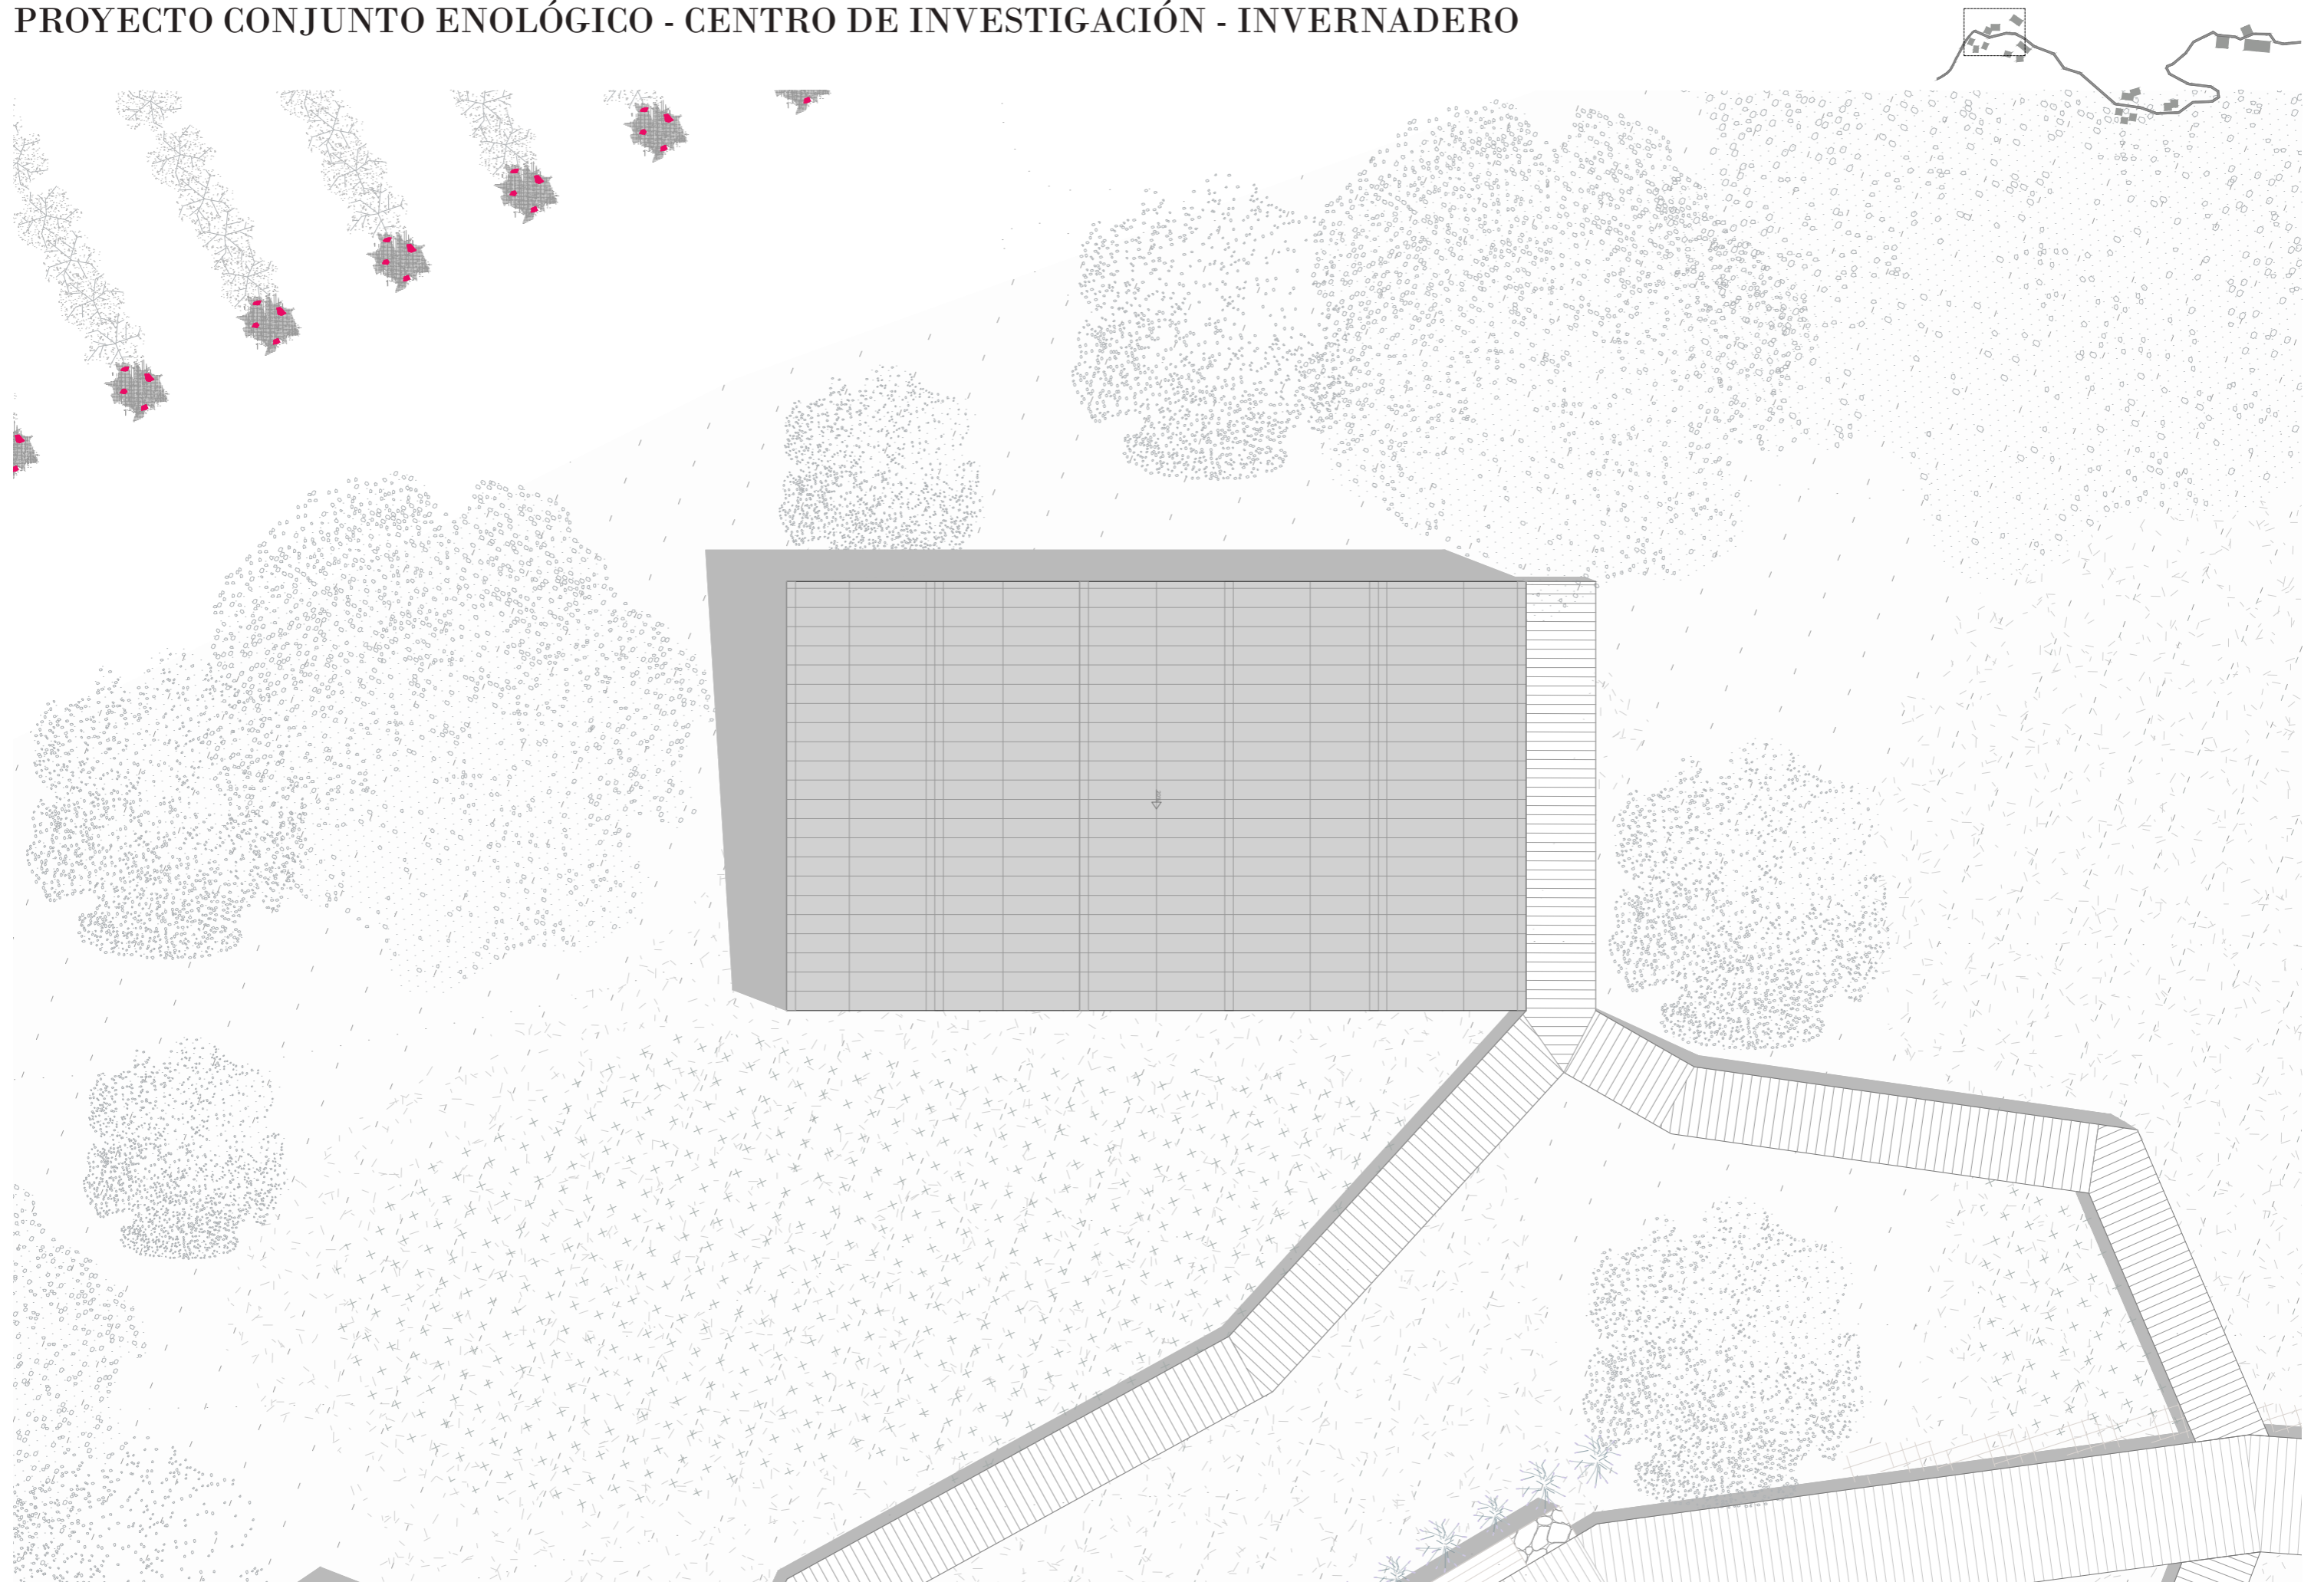 PROYECTO CONJUNTO ENOLÓGICO - CENTRO DE INVESTIGACIÓN - INVERNADERO